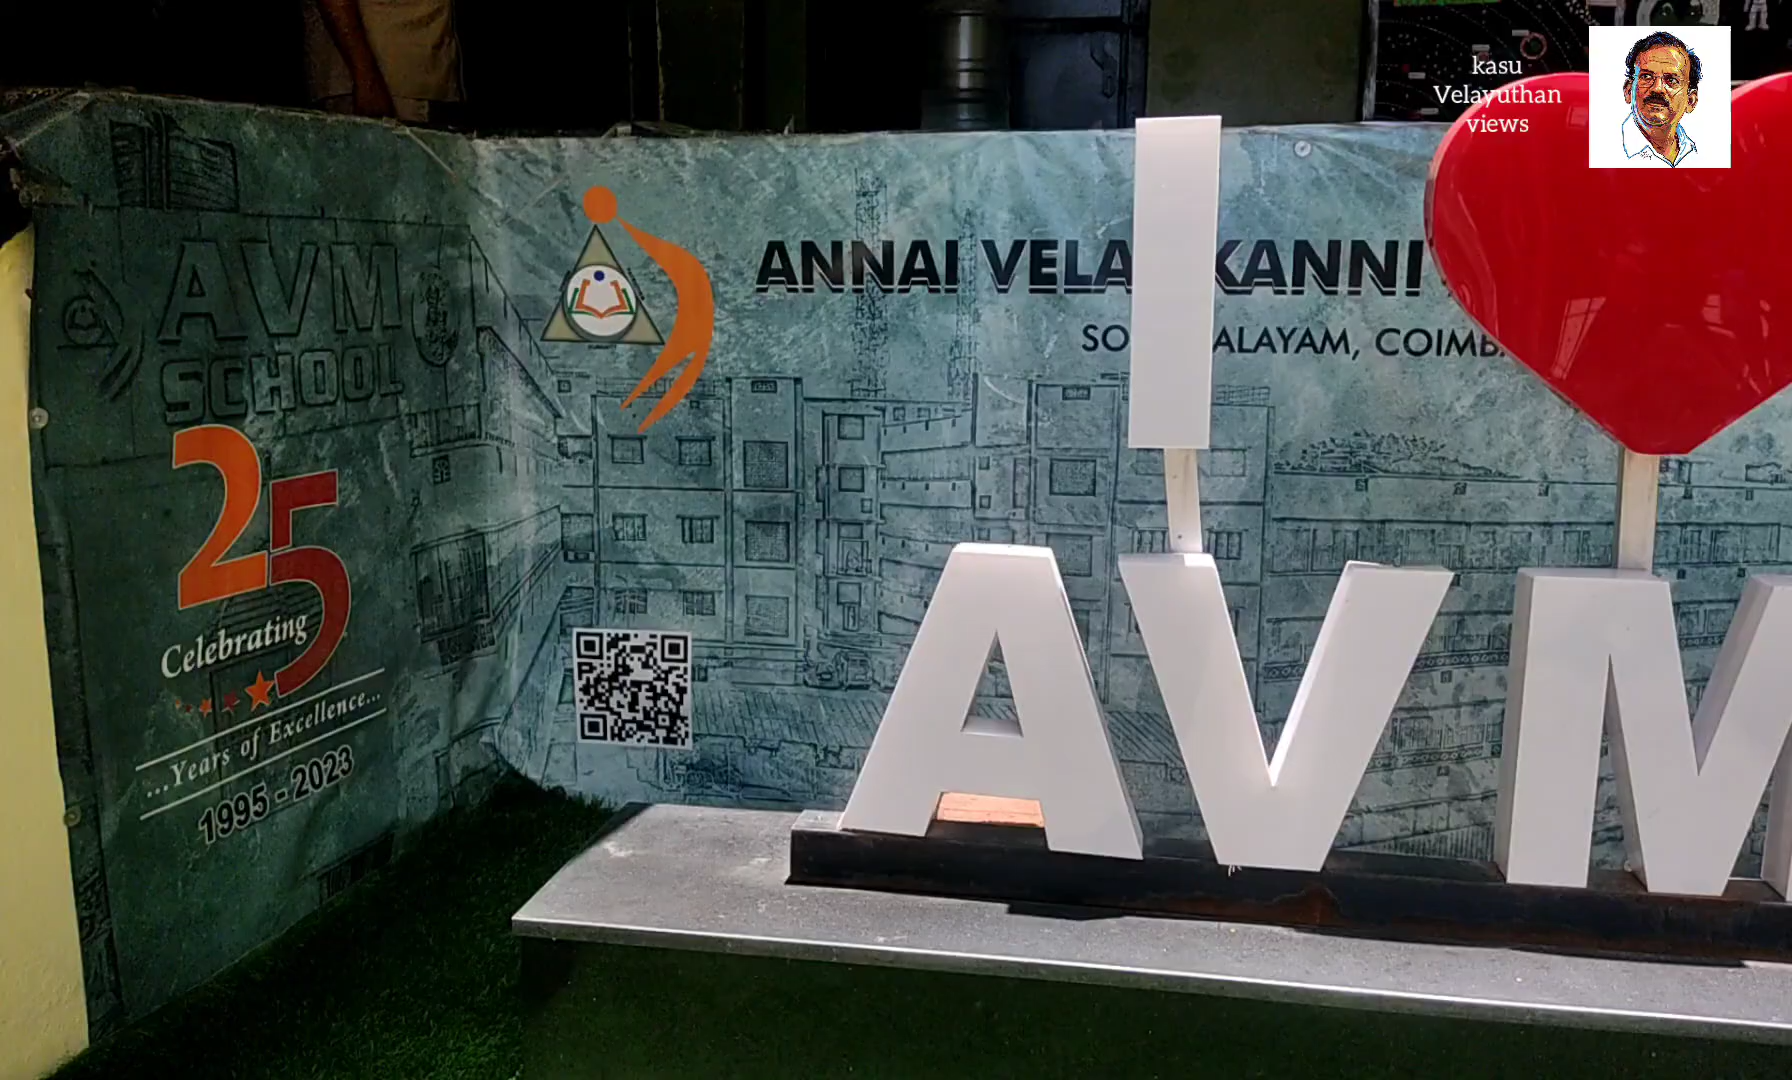 kasu
Velayuthan
views
AVM
SCHOOL
25
Celebrating
...Years of Excellence...
1995 - 2023
ANNAI VELA KANNI
SO ALAYAM, COIMB
I
AVM